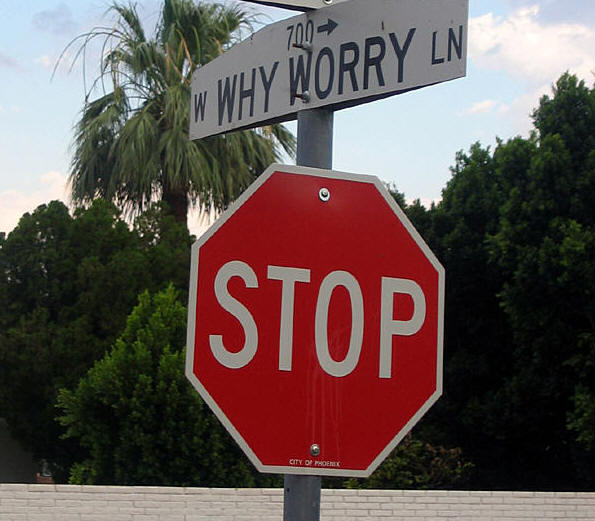 700→
W WHY WORRY LN
STOP
CITY OF PHOENIX